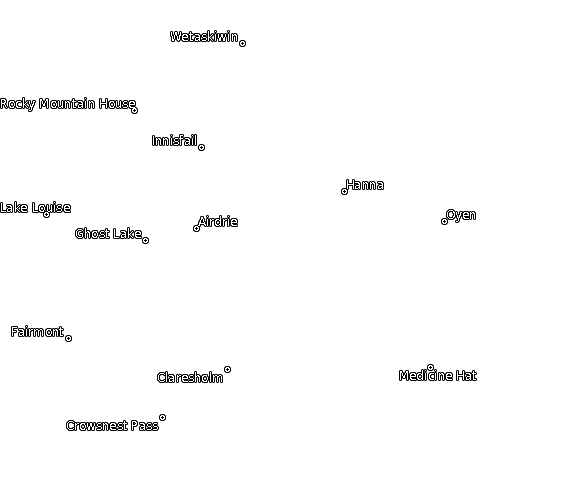 Wetaskiwin
Rocky Mountain House
Innisfail
Hanna
Lake Louise
Oyen
Airdrie
Ghost Lake
Fairmont
Claresholm
Medicine Hat
Crowsnest Pass